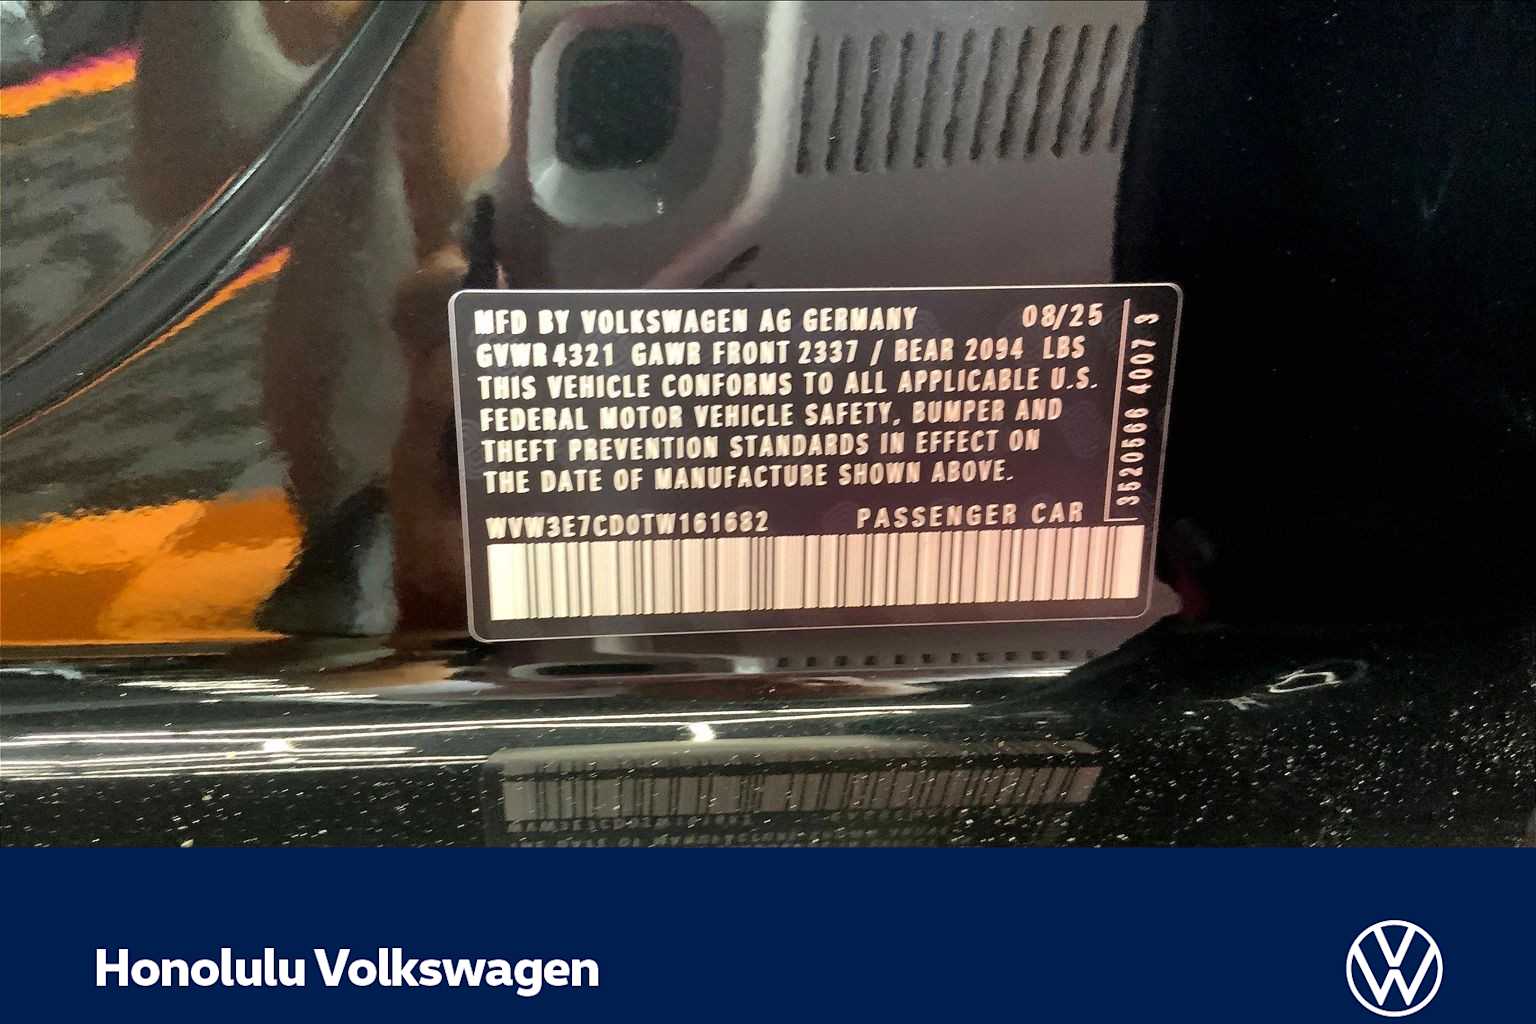 MFD BY VOLKSWAGEN AG GERMANY 08/25
GVWR 4321 GAWR FRONT 2337 / REAR 2094 LBS
THIS VEHICLE CONFORMS TO ALL APPLICABLE U.S.
FEDERAL MOTOR VEHICLE SAFETY, BUMPER AND
THEFT PREVENTION STANDARDS IN EFFECT ON
THE DATE OF MANUFACTURE SHOWN ABOVE.
WVW3E7CD0TW161682 PASSENGER CAR
3520566 4007 3
Honolulu Volkswagen